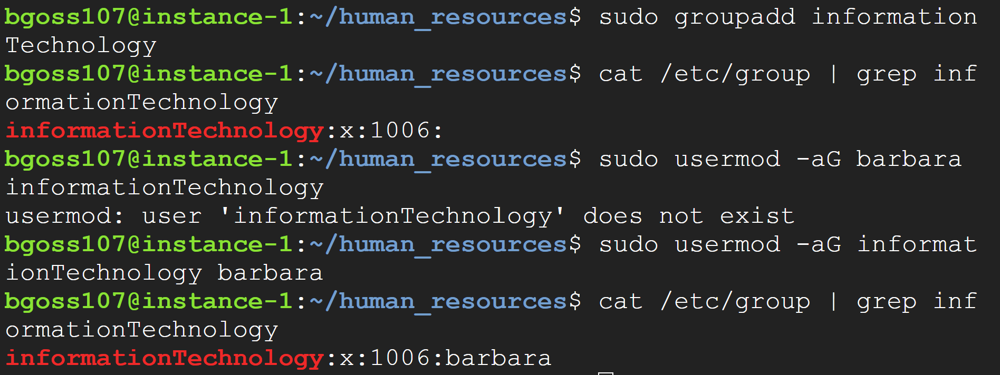 bgoss107@instance-1:~/human_resources$ sudo groupadd information
Technology
bgoss107@instance-1:~/human_resources$ cat /etc/group | grep inf
ormationTechnology
informationTechnology:x:1006:
bgoss107@instance-1:~/human_resources$ sudo usermod -aG barbara
informationTechnology
usermod: user 'informationTechnology' does not exist
bgoss107@instance-1:~/human_resources$ sudo usermod -aG informat
ionTechnology barbara
bgoss107@instance-1:~/human_resources$ cat /etc/group | grep inf
ormationTechnology
informationTechnology:x:1006:barbara